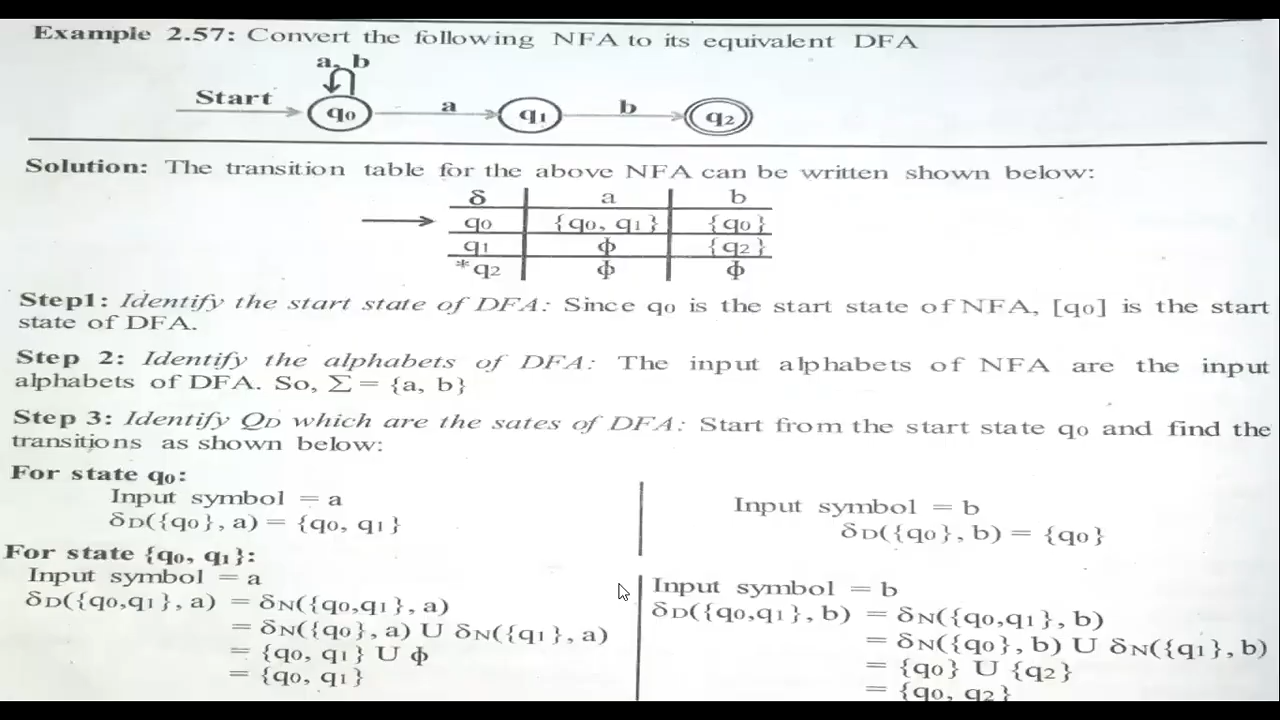 Example 2.57: Convert the following NFA to its equivalent DFA
a, b
Start
q0
a
q1
b
q2
Solution: The transition table for the above NFA can be written shown below:
δ a b
q0 {q0, q1} {q0}
q1 ϕ {q2}
*q2 ϕ ϕ
Step1: Identify the start state of DFA: Since q0 is the start state of NFA, [q0] is the start
state of DFA.
Step 2: Identify the alphabets of DFA: The input alphabets of NFA are the input
alphabets of DFA. So, ∑ = {a, b}
Step 3: Identify QD which are the sates of DFA: Start from the start state q0 and find the
transitions as shown below:
For state q0:
Input symbol = a
δD({q0}, a) = {q0, q1}
Input symbol = b
δD({q0}, b) = {q0}
For state {q0, q1}:
Input symbol = a
δD({q0,q1}, a) = δN({q0,q1}, a)
= δN({q0}, a) U δN({q1}, a)
= {q0, q1} U ϕ
= {q0, q1}
Input symbol = b
δD({q0,q1}, b) = δN({q0,q1}, b)
= δN({q0}, b) U δN({q1}, b)
= {q0} U {q2}
= {q0, q2}